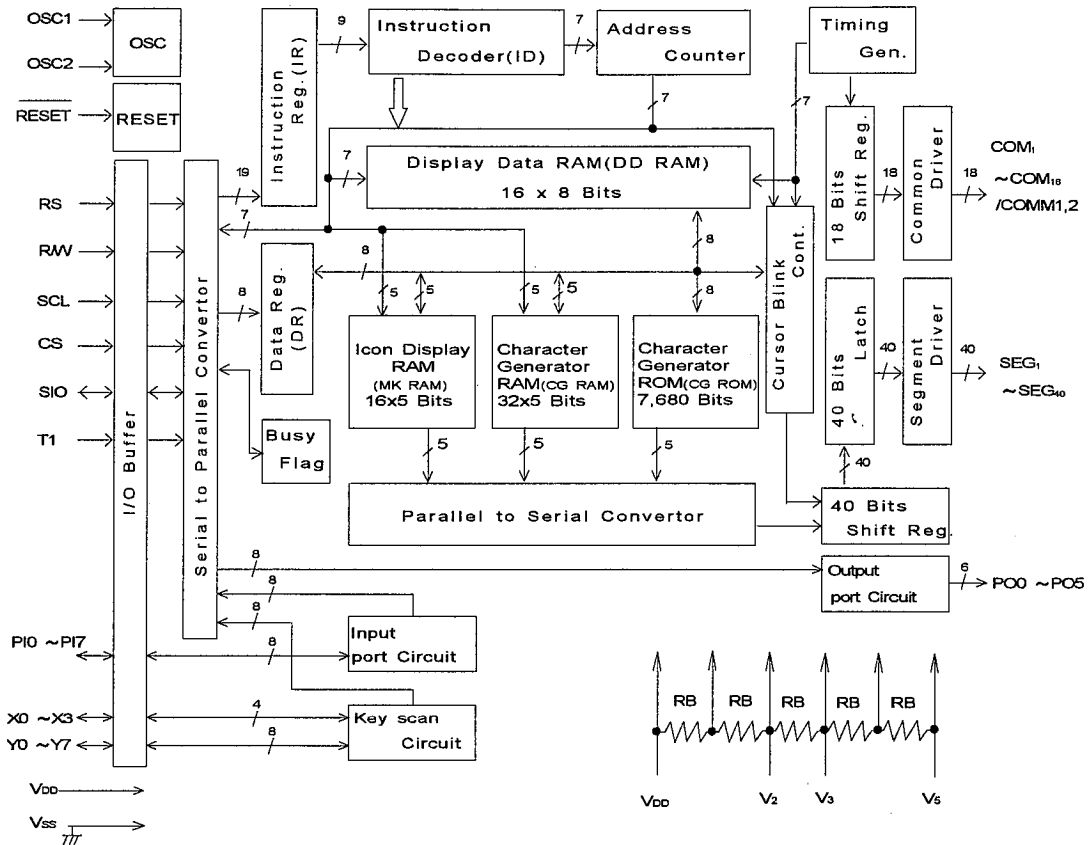 OSC1
OSC2
OSC
RESET
RESET
Instruction
Reg.(IR)
9
Instruction
Decoder(ID)
7
Address
Counter
Timing
Gen.
7
7
7
Display Data RAM(DD RAM)
16 x 8 Bits
18 Bits
Shift Reg.
18
Common
Driver
18
COM1
~COM16
/COMM1,2
RS
R/W
SCL
CS
SIO
T1
I/O Buffer
Serial to Parallel Convertor
19
7
8
Data Reg.
(DR)
8
8
5
5
5
5
8
Icon Display
RAM
(MK RAM)
16x5 Bits
Character
Generator
RAM(CG RAM)
32x5 Bits
Character
Generator
ROM(CG ROM)
7,680 Bits
Cursor Blink
Cont.
40 Bits
Latch
40
Segment
Driver
40
SEG1
~SEG40
Busy
Flag
5
5
5
40
Parallel to Serial Convertor
40 Bits
Shift Reg.
8
Output
port Circuit
6
PO0 ~PO5
8
8
PI0 ~PI7
8
Input
port Circuit
X0 ~X3
Y0 ~Y7
4
8
Key scan
Circuit
RB
RB
RB
RB
RB
VDD
V2
V3
V5
VDD
VSS